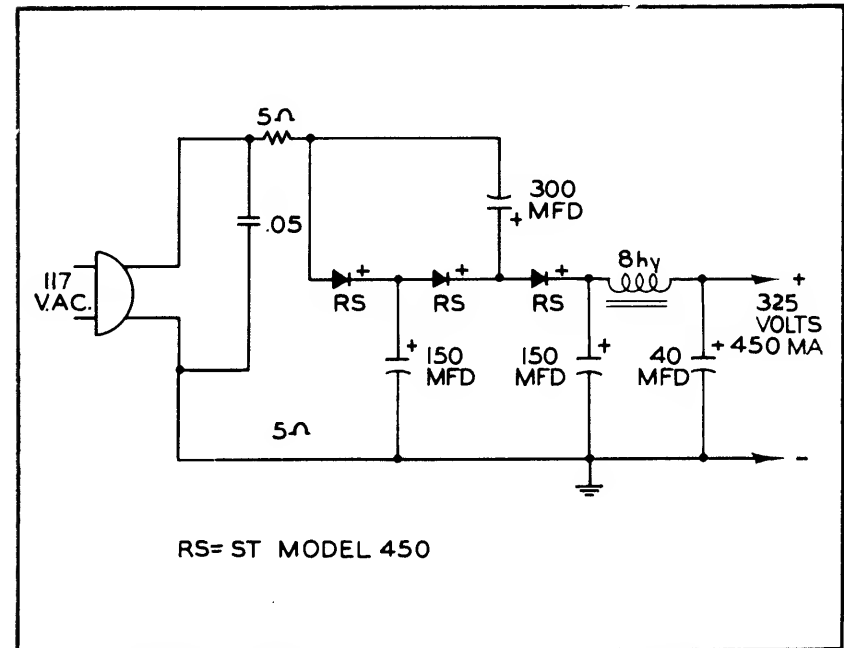 5Ω
300
MFD
.05
117
V.AC.
+
RS
+
RS
+
RS
8hy
+
325
VOLTS
450 MA
+
150
MFD
150
MFD
+
40
MFD
+
5Ω
-
RS= ST MODEL 450
+